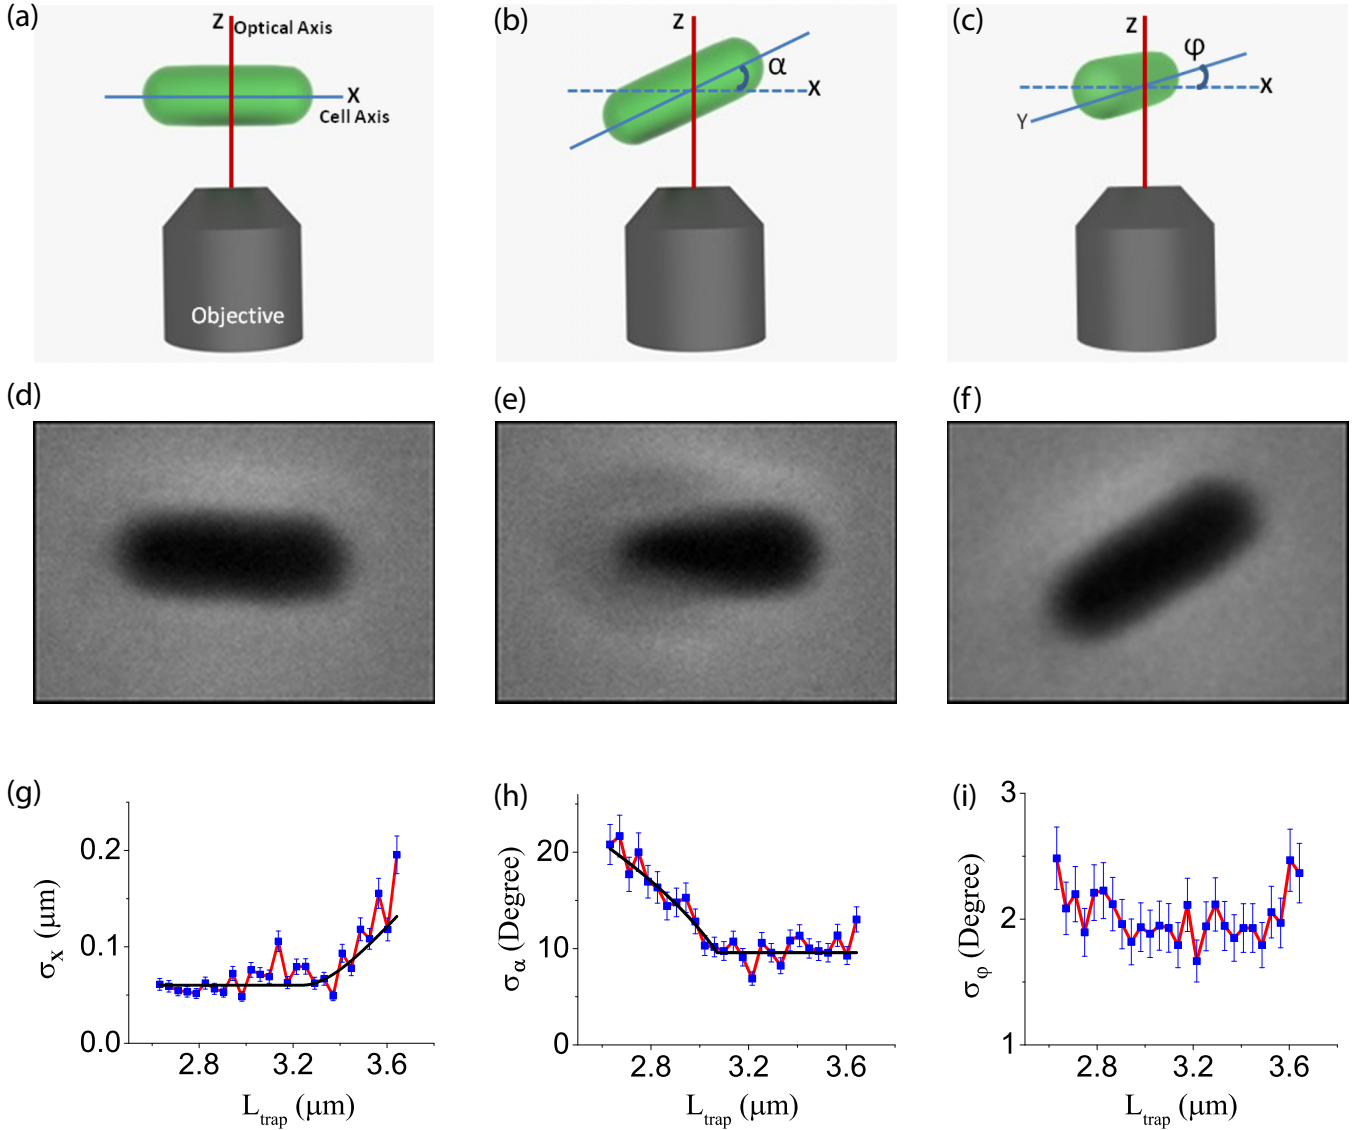 (a)
Z Optical Axis
X
Cell Axis
Objective
(b)
Z
α
X
(c)
Z
φ
X
Y
(d)
(e)
(f)
(g)
σX (μm)
0.2
0.1
0.0
2.8 3.2 3.6
Ltrap (μm)
(h)
σα (Degree)
20
10
0
2.8 3.2 3.6
Ltrap (μm)
(i)
σφ (Degree)
3
2
1
2.8 3.2 3.6
Ltrap (μm)